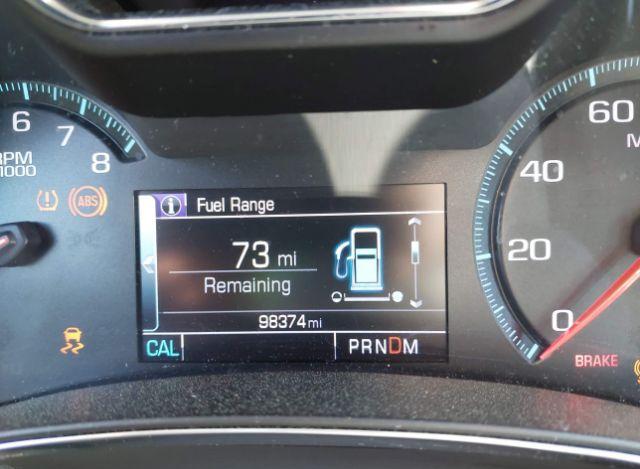 6
7
8
RPM
1000
ABS
i Fuel Range
73 mi
Remaining
98374 mi
CAL
PRNDM
60
40
20
0
M
BRAKE